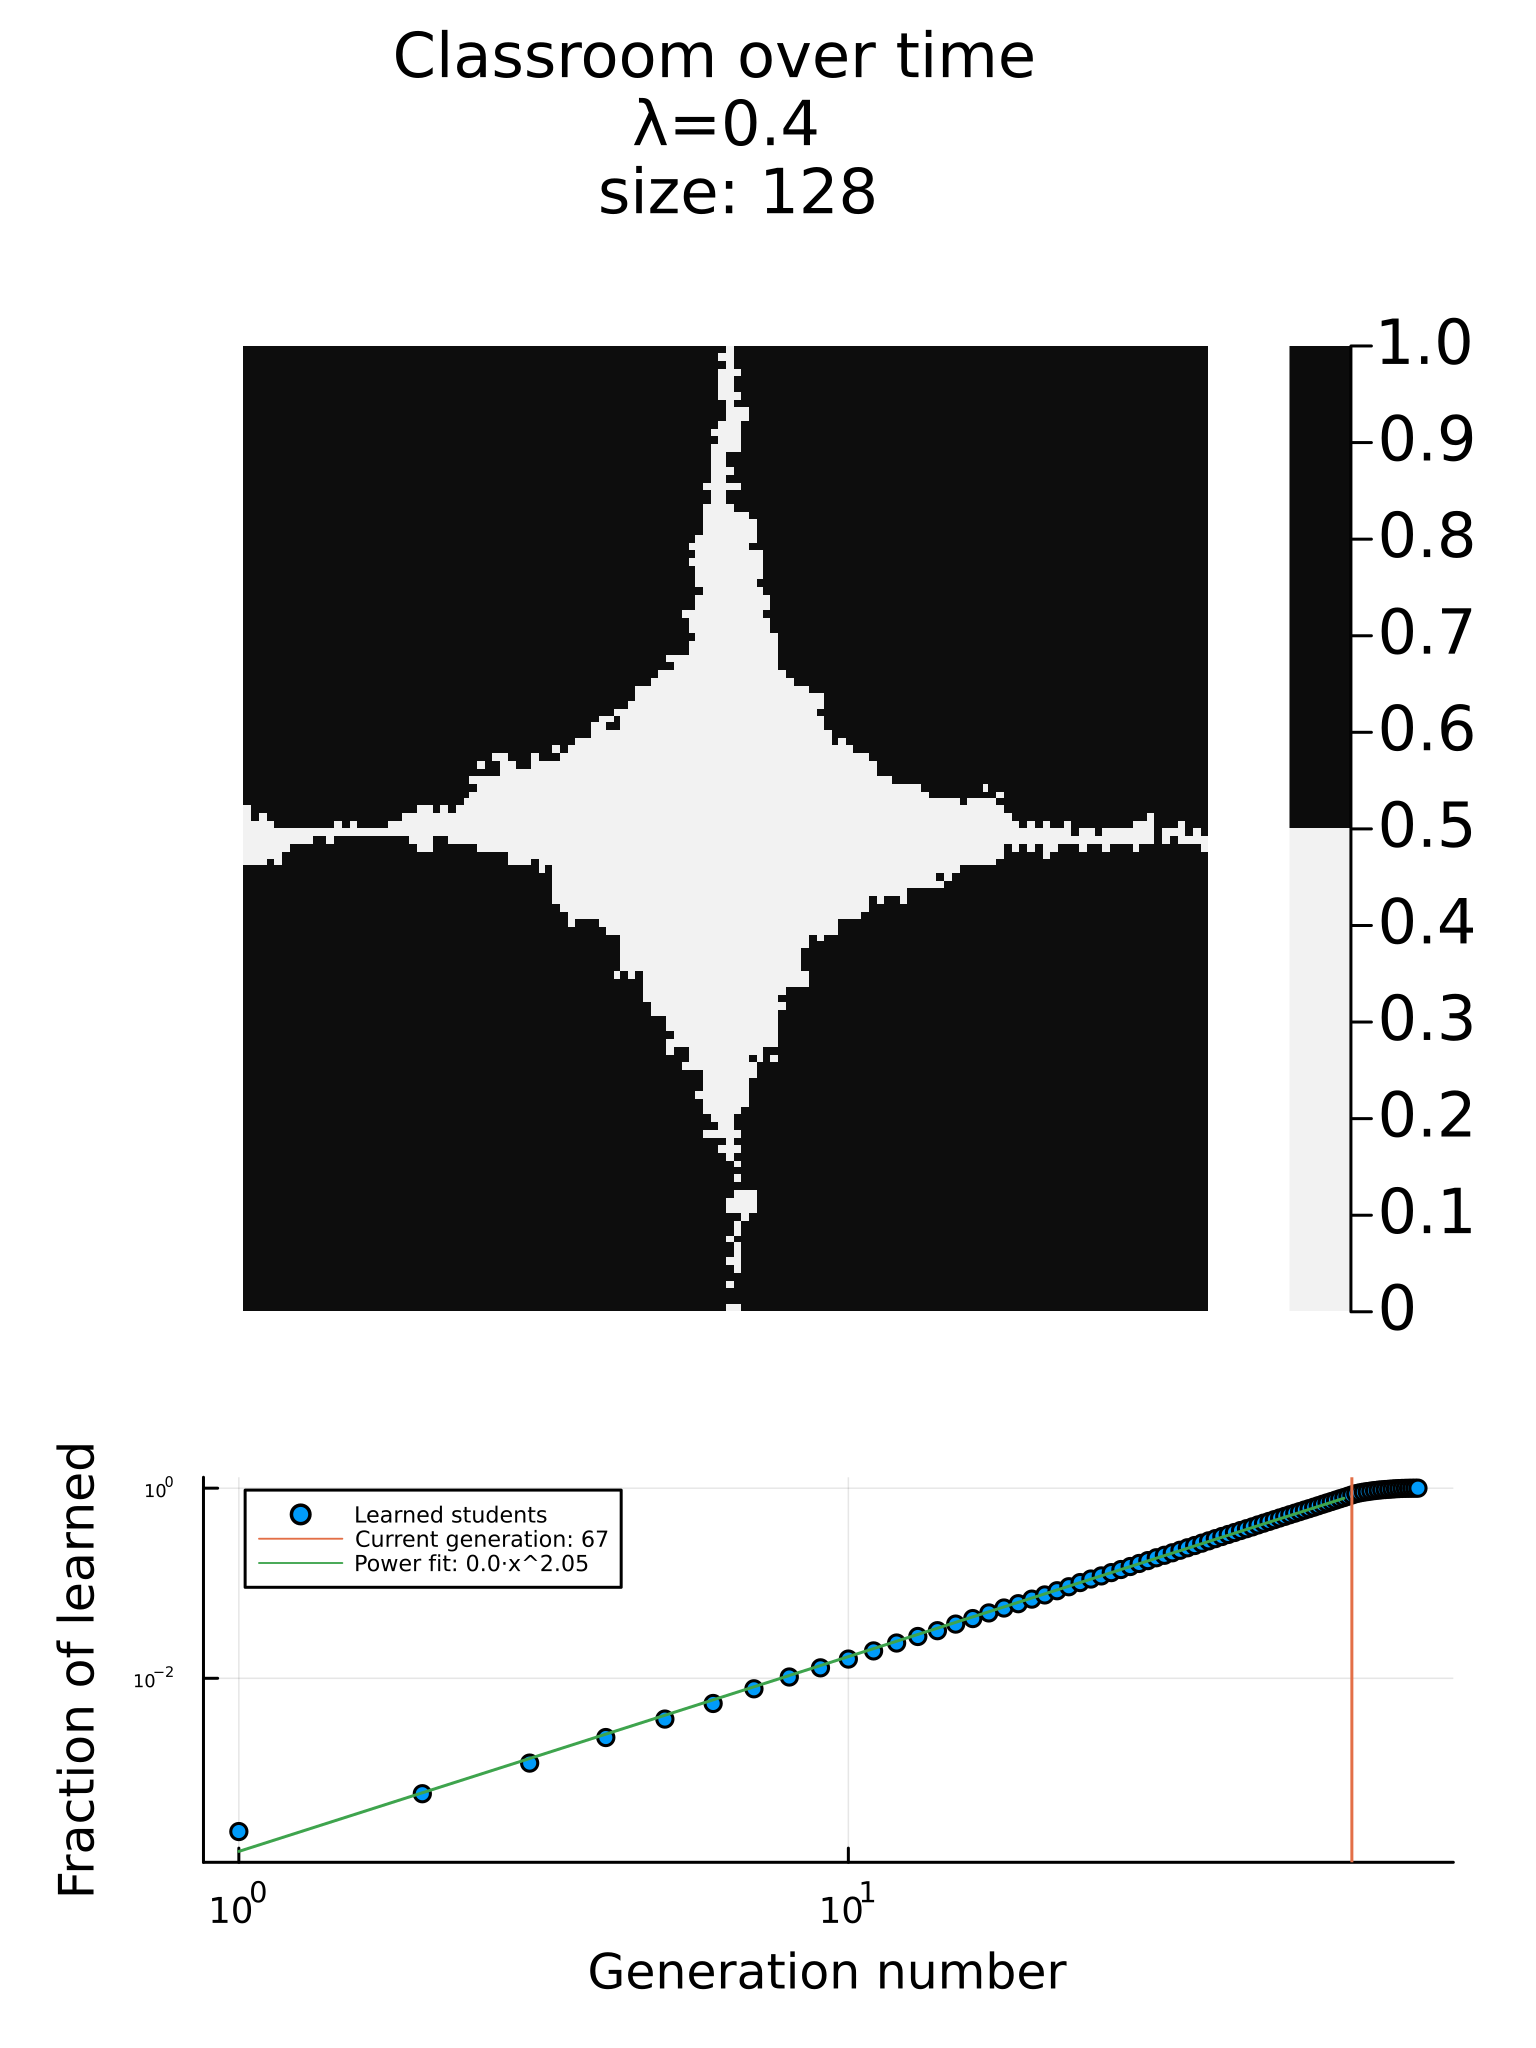 Classroom over time
λ=0.4
size: 128
1.0
0.9
0.8
0.7
0.6
0.5
0.4
0.3
0.2
0.1
0
Fraction of learned
10⁰
10⁻²
Learned students
Current generation: 67
Power fit: 0.0·x^2.05
10⁰ 10¹
Generation number